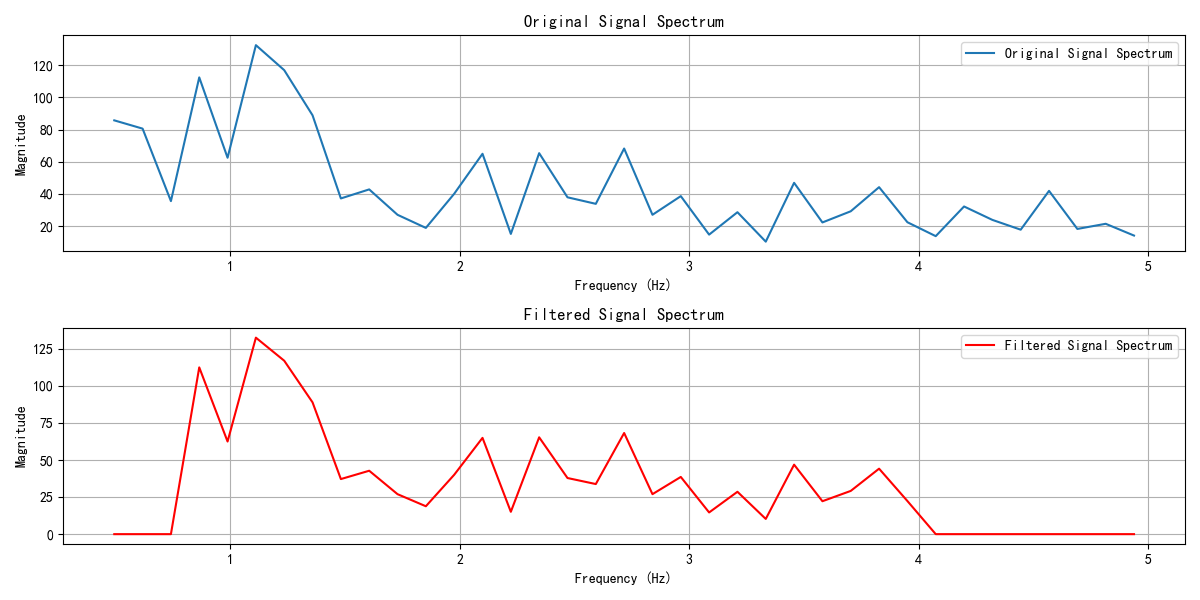 Original Signal Spectrum
Original Signal Spectrum
120
100
80
60
40
20
Magnitude
1 2 3 4 5
Frequency (Hz)
Filtered Signal Spectrum
Filtered Signal Spectrum
125
100
75
50
25
0
Magnitude
1 2 3 4 5
Frequency (Hz)